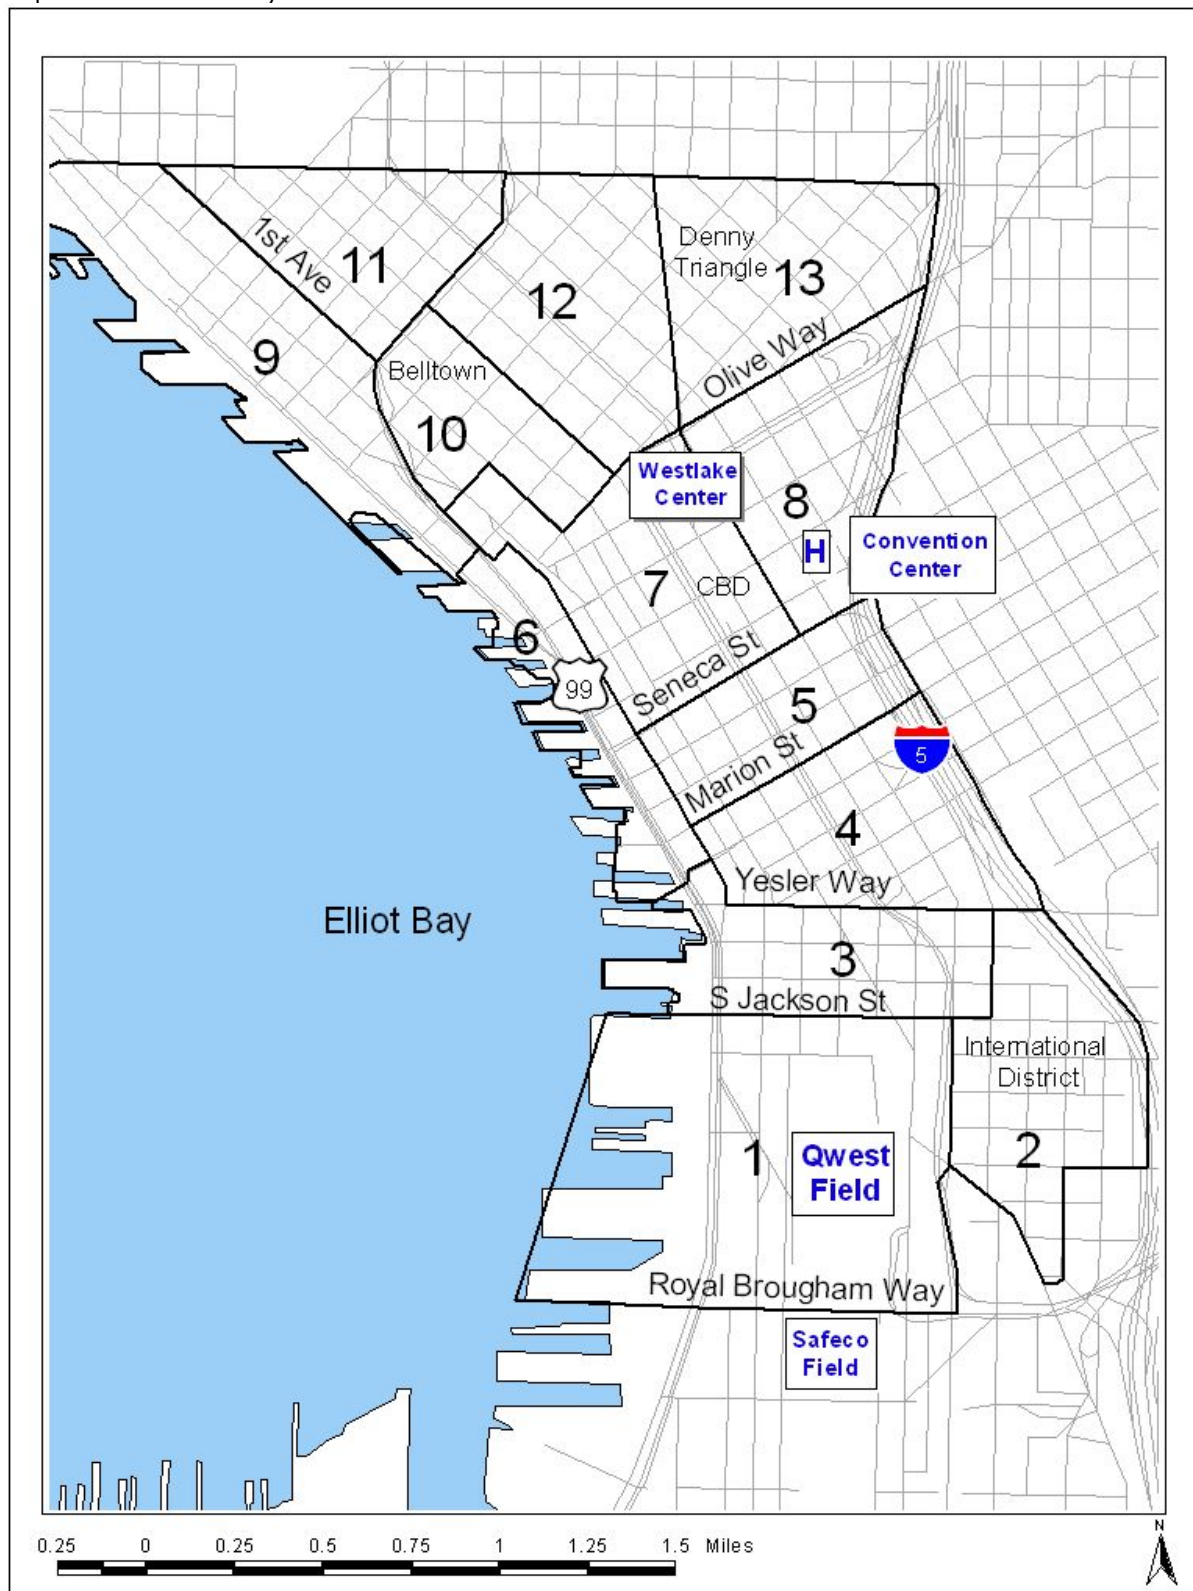 1st Ave
11
12
Denny
Triangle
13
9
Belltown
10
Olive Way
Westlake
Center
8
H
Convention
Center
7
CBD
6
99
Seneca St
5
Marion St
5
4
Yesler Way
Elliot Bay
3
S Jackson St
International
District
1
Qwest
Field
2
Royal Brougham Way
Safeco
Field
0.25 0 0.25 0.5 0.75 1 1.25 1.5 Miles
N